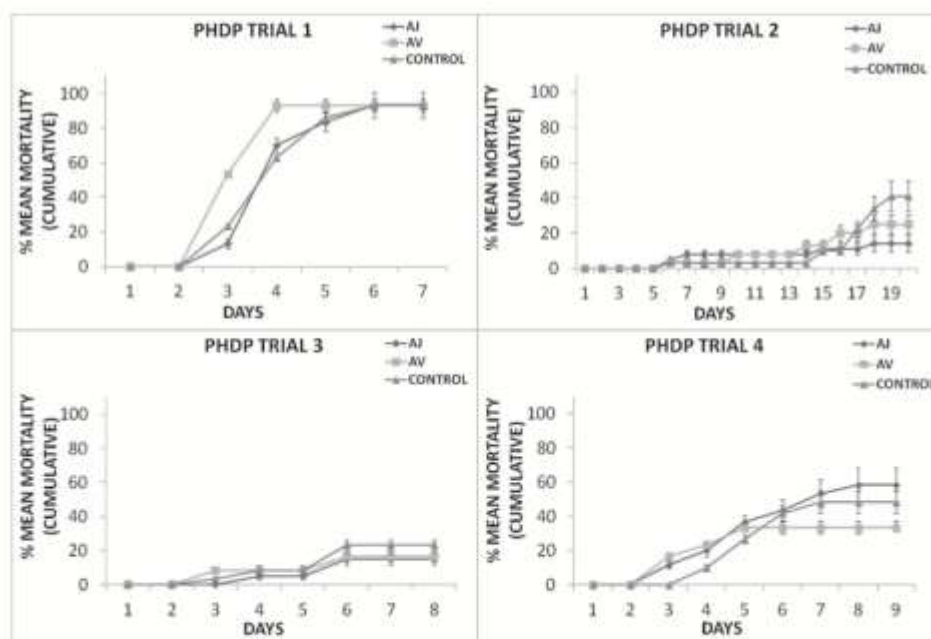 PHDP TRIAL 1
AJ
AV
CONTROL
% MEAN MORTALITY
(CUMULATIVE)
100
80
60
40
20
0
1 2 3 4 5 6 7
DAYS
PHDP TRIAL 2
AJ
AV
CONTROL
% MEAN MORTALITY
(CUMULATIVE)
100
80
60
40
20
0
1 3 5 7 9 11 13 15 17 19
DAYS
PHDP TRIAL 3
AJ
AV
CONTROL
% MEAN MORTALITY
(CUMULATIVE)
100
80
60
40
20
0
1 2 3 4 5 6 7 8
DAYS
PHDP TRIAL 4
AJ
AV
CONTROL
% MEAN MORTALITY
(CUMULATIVE)
100
80
60
40
20
0
1 2 3 4 5 6 7 8 9
DAYS